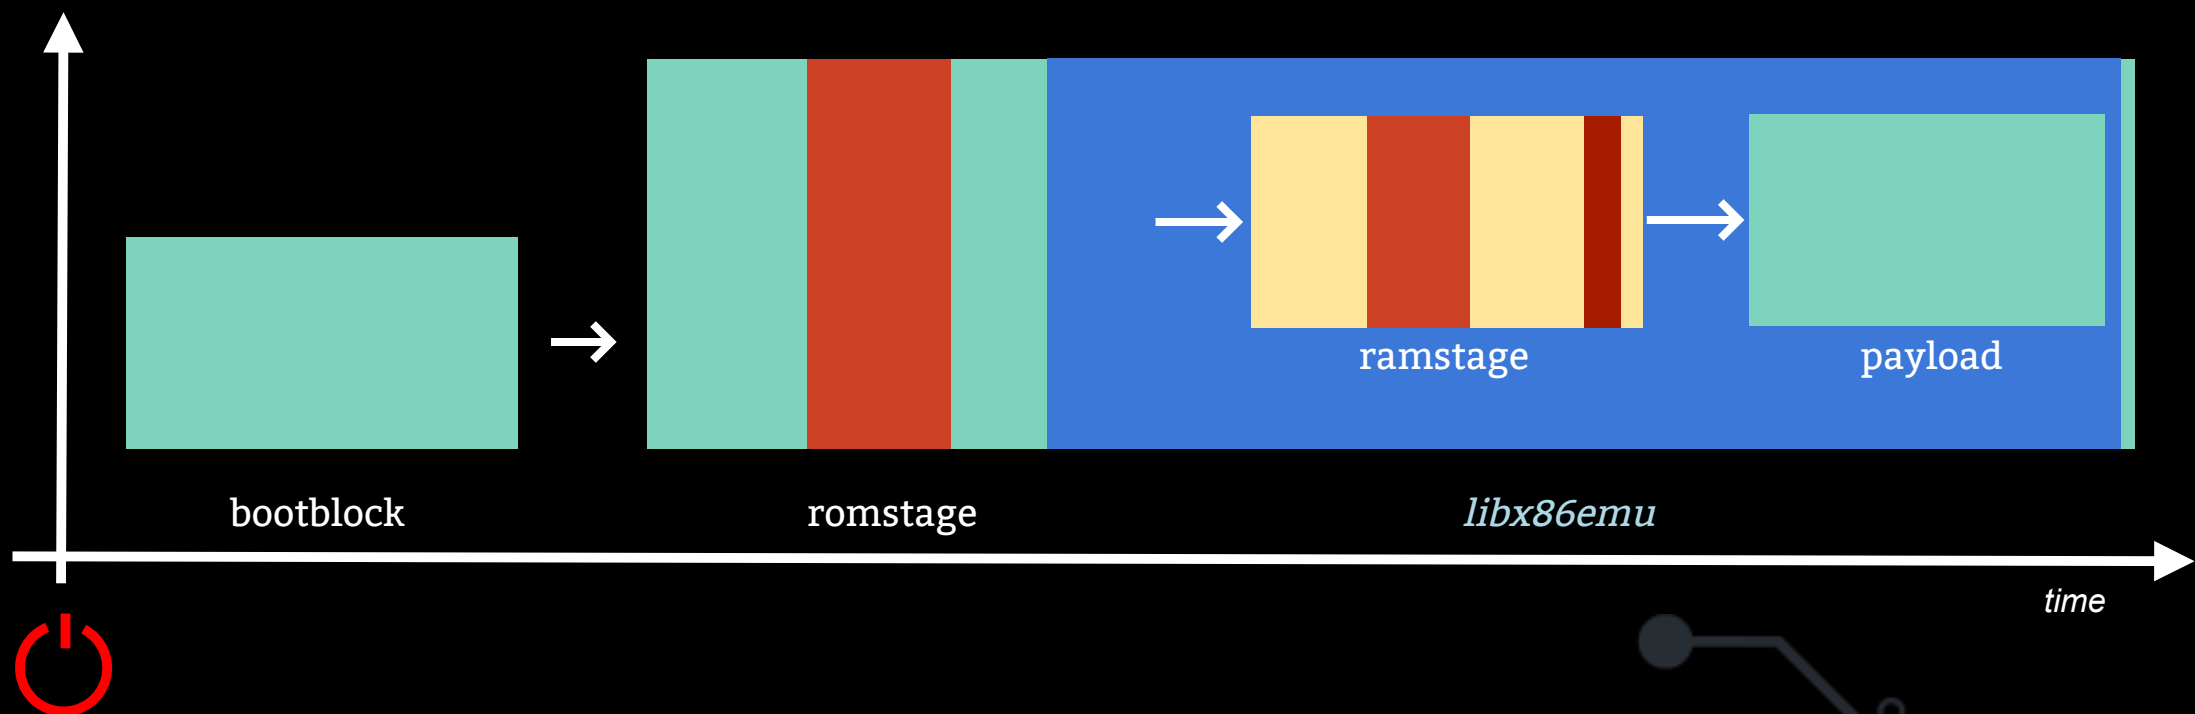 ramstage
payload
bootblock
romstage
libx86emu
time